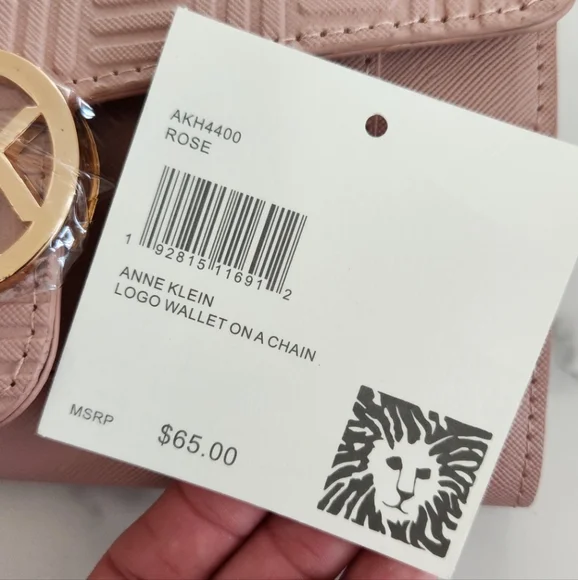 AKH4400
ROSE
1 92815 11691 2
ANNE KLEIN
LOGO WALLET ON A CHAIN
MSRP $65.00